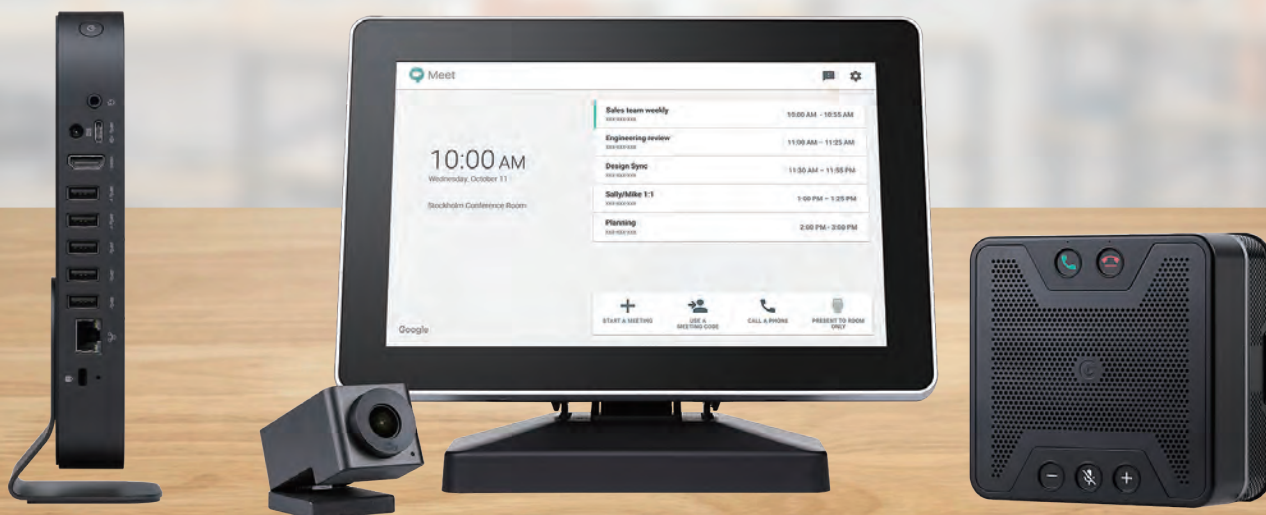 Meet
10:00 AM
Wednesday, October 11
Stockholm Conference Room
Sales team weekly
10:00 AM - 10:55 AM
Engineering review
11:00 AM - 11:25 AM
Design Sync
11:30 AM - 11:55 PM
Sally/Mike 1:1
1:00 PM - 1:25 PM
Planning
2:00 PM - 3:00 PM
START A MEETING
USE A
MEETING CODE
CALL A PHONE
PRESENT TO ROOM
ONLY
Google